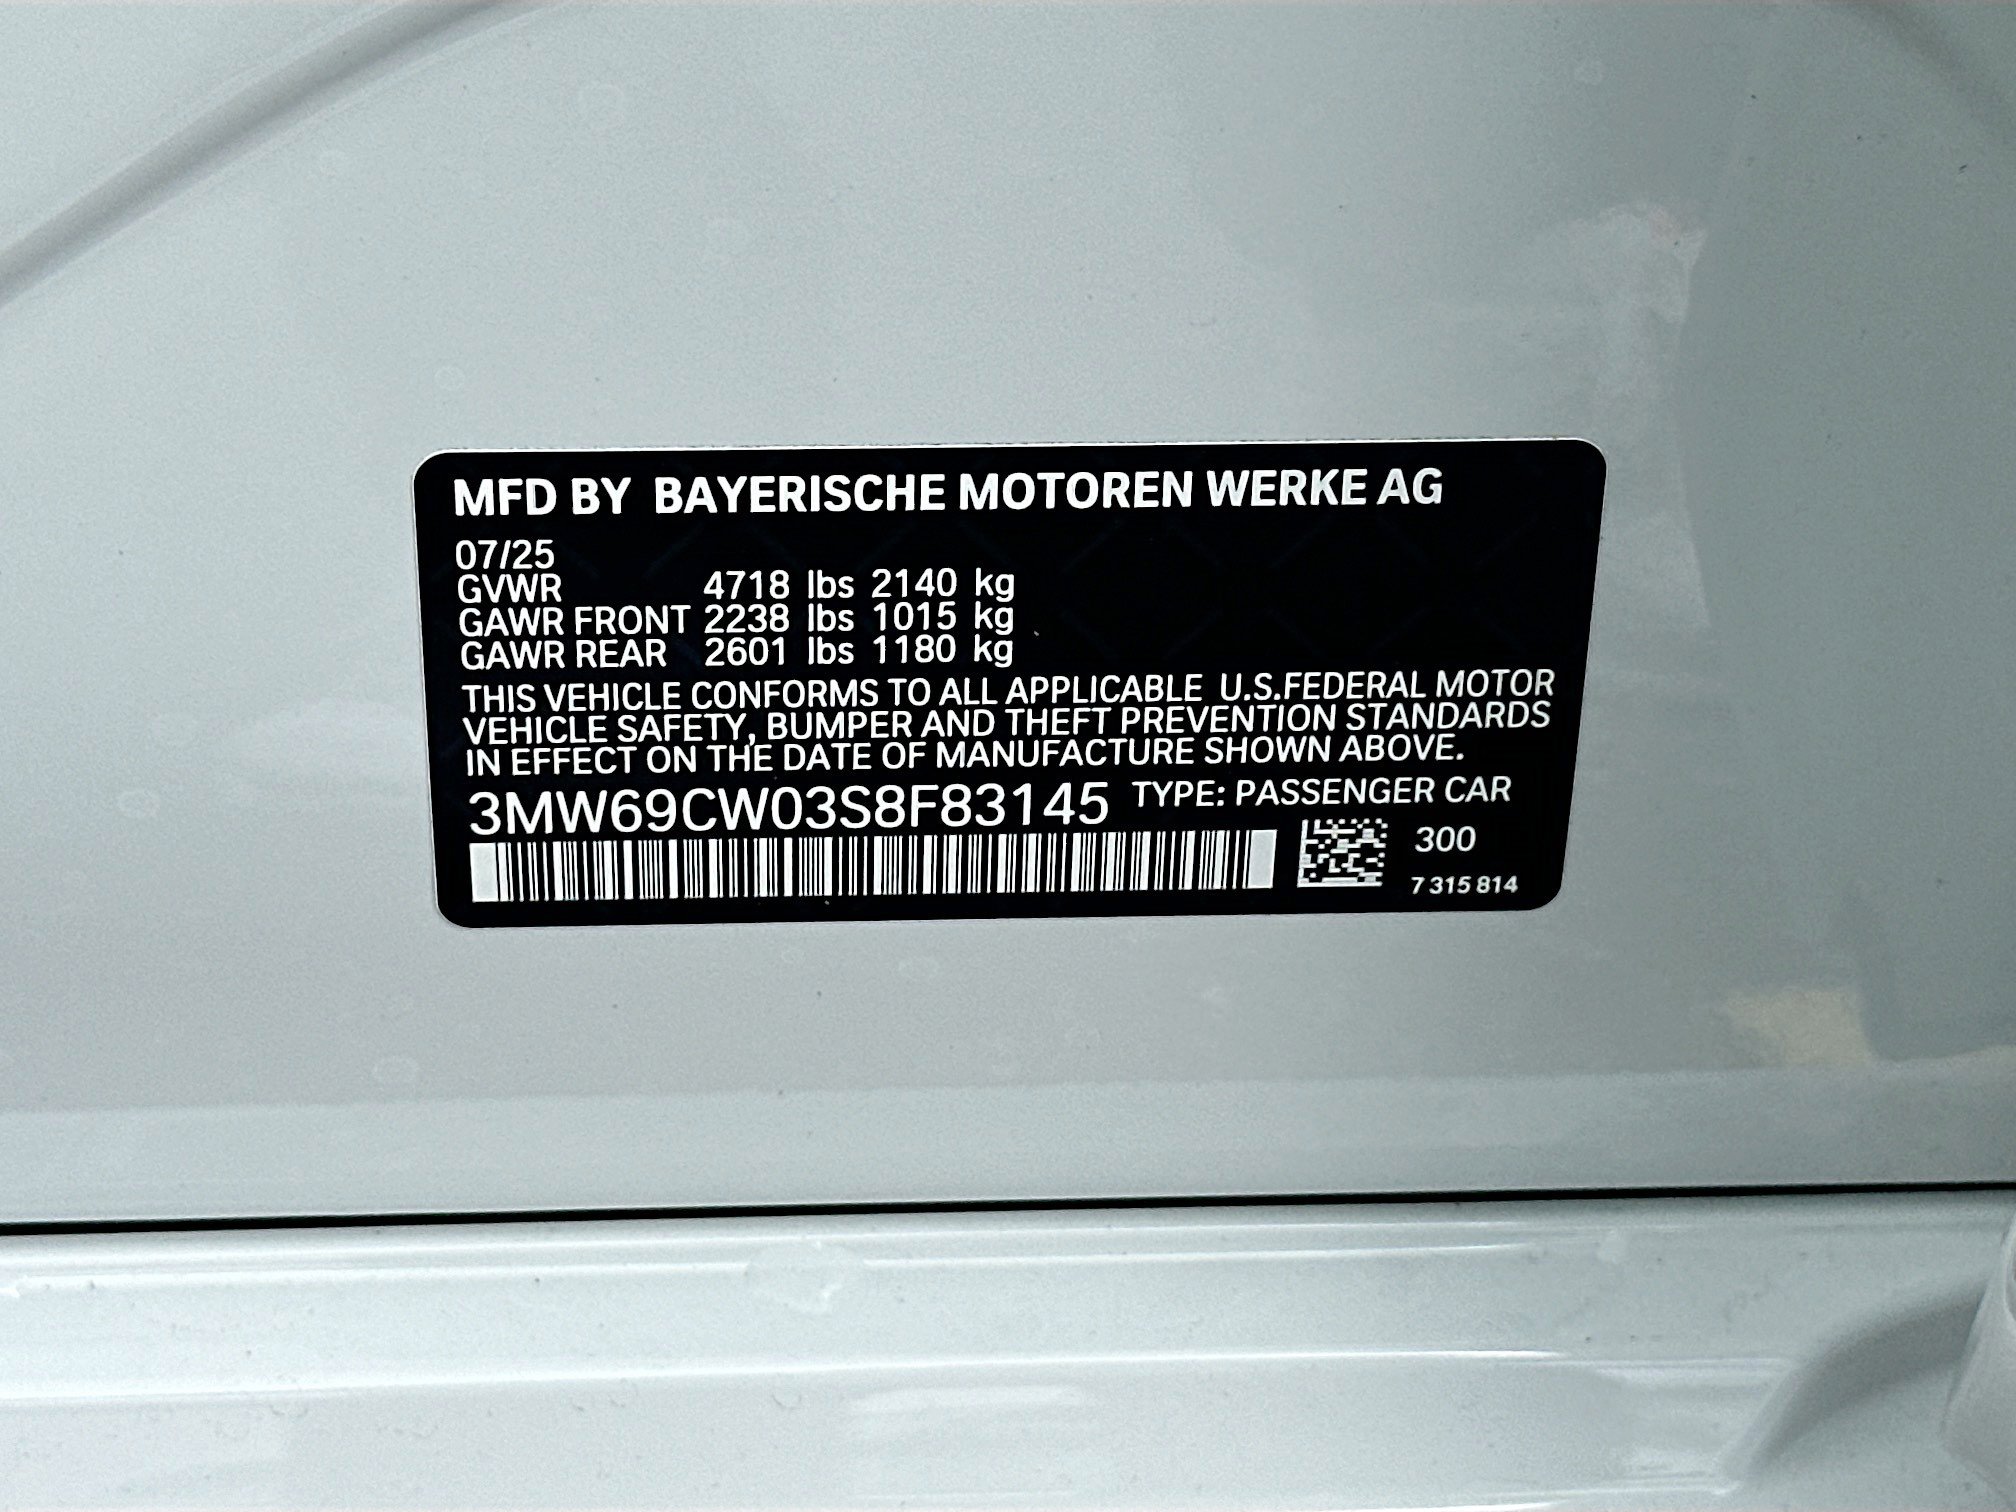 MFD BY BAYERISCHE MOTOREN WERKE AG
07/25
GVWR 4718 lbs 2140 kg
GAWR FRONT 2238 lbs 1015 kg
GAWR REAR 2601 lbs 1180 kg
THIS VEHICLE CONFORMS TO ALL APPLICABLE U.S.FEDERAL MOTOR
VEHICLE SAFETY, BUMPER AND THEFT PREVENTION STANDARDS
IN EFFECT ON THE DATE OF MANUFACTURE SHOWN ABOVE.
3MW69CW03S8F83145 TYPE: PASSENGER CAR
300
7 315 814